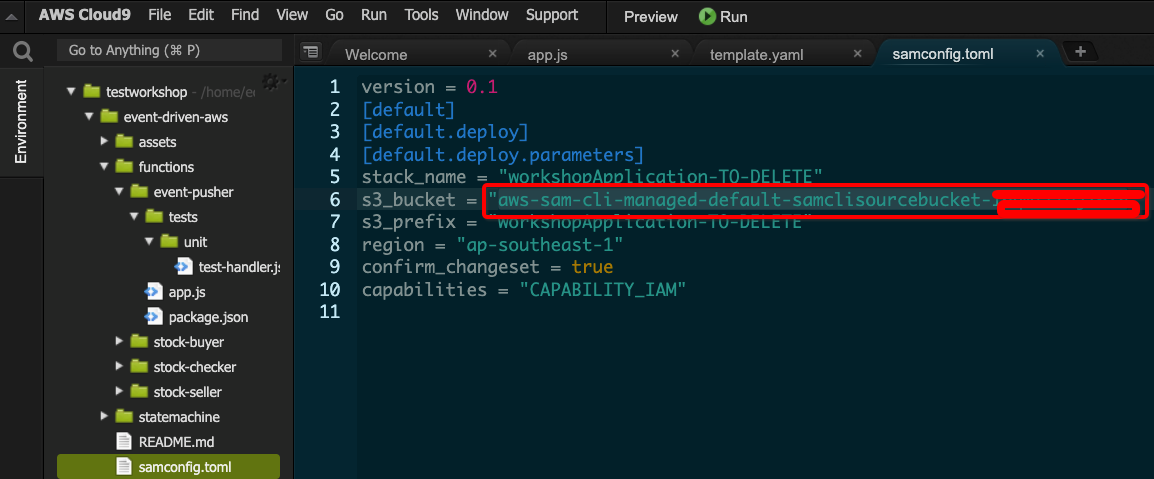 AWS Cloud9 File Edit Find View Go Run Tools Window Support Preview Run
Go to Anything (⌘ P)
Welcome × app.js × template.yaml × samconfig.toml × +
Environment
testworkshop - /home/ec
event-driven-aws
assets
functions
event-pusher
tests
unit
test-handler.js
app.js
package.json
stock-buyer
stock-checker
stock-seller
statemachine
README.md
samconfig.toml
1 version = 0.1
2 [default]
3 [default.deploy]
4 [default.deploy.parameters]
5 stack_name = "workshopApplication-TO-DELETE"
6 s3_bucket = "aws-sam-cli-managed-default-samclisourcebucket-
7 s3_prefix = "workshopApplication-TO-DELETE"
8 region = "ap-southeast-1"
9 confirm_changeset = true
10 capabilities = "CAPABILITY_IAM"
11